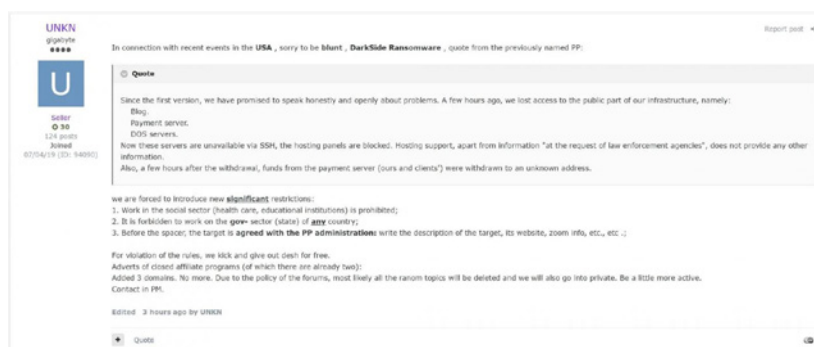 UNKN
gigabyte
Report post
U
Seller
30
124 posts
Joined
07/04/19 (ID: 94090)
In connection with recent events in the USA , sorry to be blunt , DarkSide Ransomware , quote from the previously named PP:
Quote
Since the first version, we have promised to speak honestly and openly about problems. A few hours ago, we lost access to the public part of our infrastructure, namely:
Blog.
Payment server.
DOS servers.
Now these servers are unavailable via SSH, the hosting panels are blocked. Hosting support, apart from information "at the request of law enforcement agencies", does not provide any other
information.
Also, a few hours after the withdrawal, funds from the payment server (ours and clients') were withdrawn to an unknown address.
we are forced to introduce new significant restrictions:
1. Work in the social sector (health care, educational institutions) is prohibited;
2. It is forbidden to work on the gov- sector (state) of any country;
3. Before the spacer, the target is agreed with the PP administration: write the description of the target, its website, zoom info, etc., etc .;
For violation of the rules, we kick and give out desh for free.
Adverts of closed affiliate programs (of which there are already two):
Added 3 domains. No more. Due to the policy of the forums, most likely all the ranom topics will be deleted and we will also go into private. Be a little more active.
Contact in PM.
Edited 3 hours ago by UNKN
+ Quote